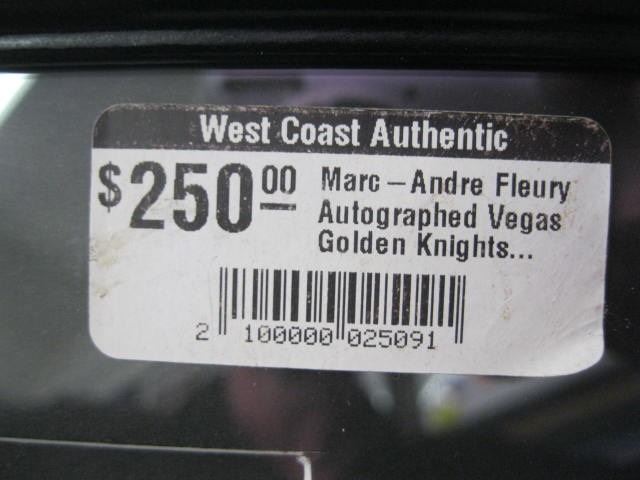 West Coast Authentic
$250.00 Marc-Andre Fleury
Autographed Vegas
Golden Knights...
2 100000 025091